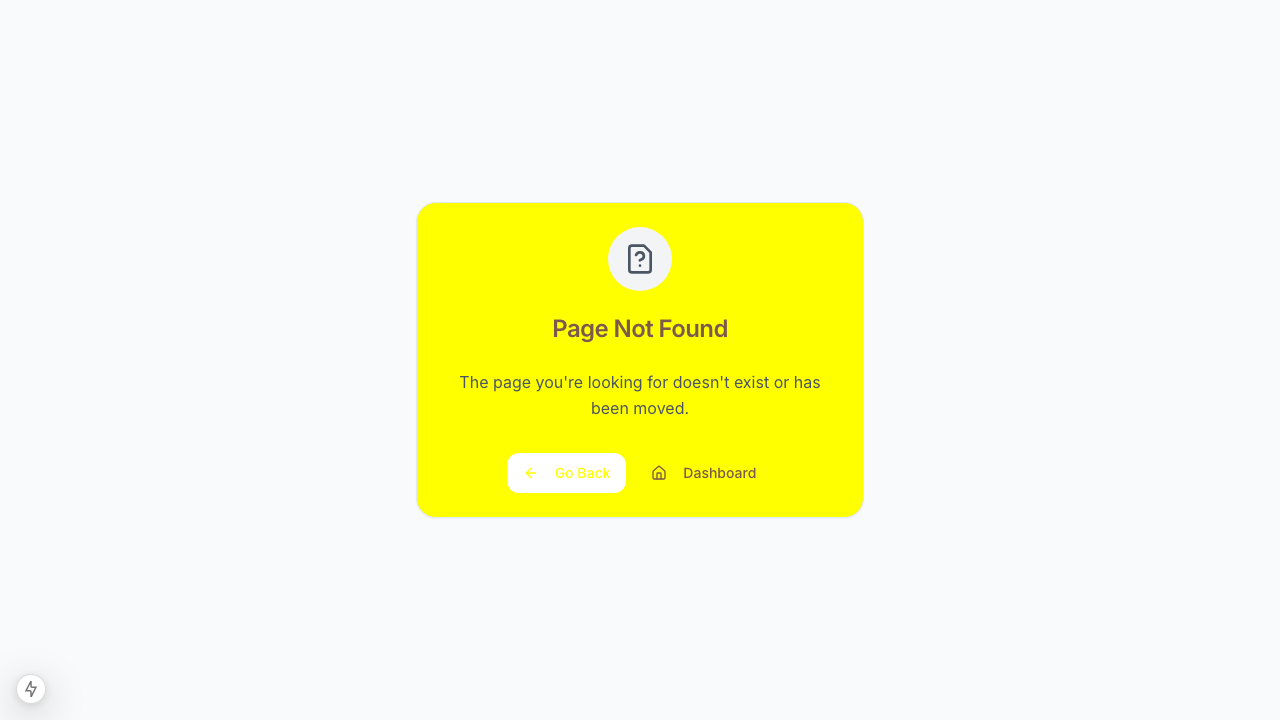 Page Not Found
The page you're looking for doesn't exist or has
been moved.
Go Back
Dashboard